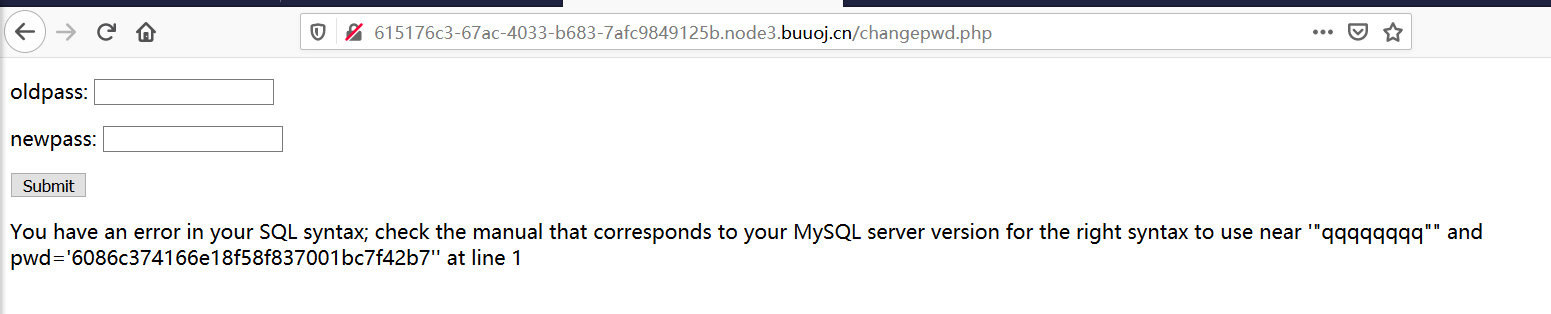 615176c3-67ac-4033-b683-7afc9849125b.node3.buuoj.cn/changepwd.php
oldpass:
newpass:
Submit
You have an error in your SQL syntax; check the manual that corresponds to your MySQL server version for the right syntax to use near '"qqqqqqqq"" and
pwd='6086c374166e18f58f837001bc7f42b7'' at line 1